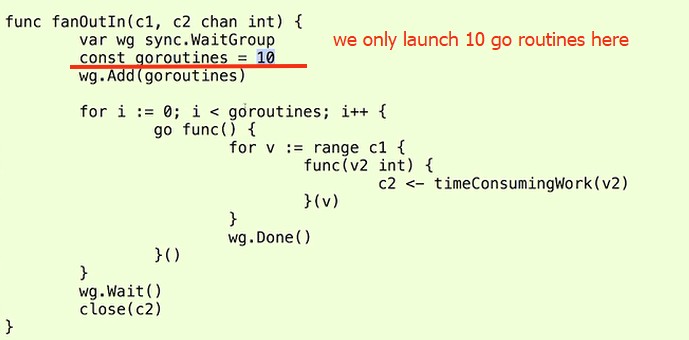 func fanOutIn(c1, c2 chan int) {
var wg sync.WaitGroup
we only launch 10 go routines here
const goroutines = 10
wg.Add(goroutines)
for i := 0; i < goroutines; i++ {
go func() {
for v := range c1 {
func(v2 int) {
c2 <- timeConsumingWork(v2)
}(v)
}
wg.Done()
}()
}
wg.Wait()
close(c2)
}